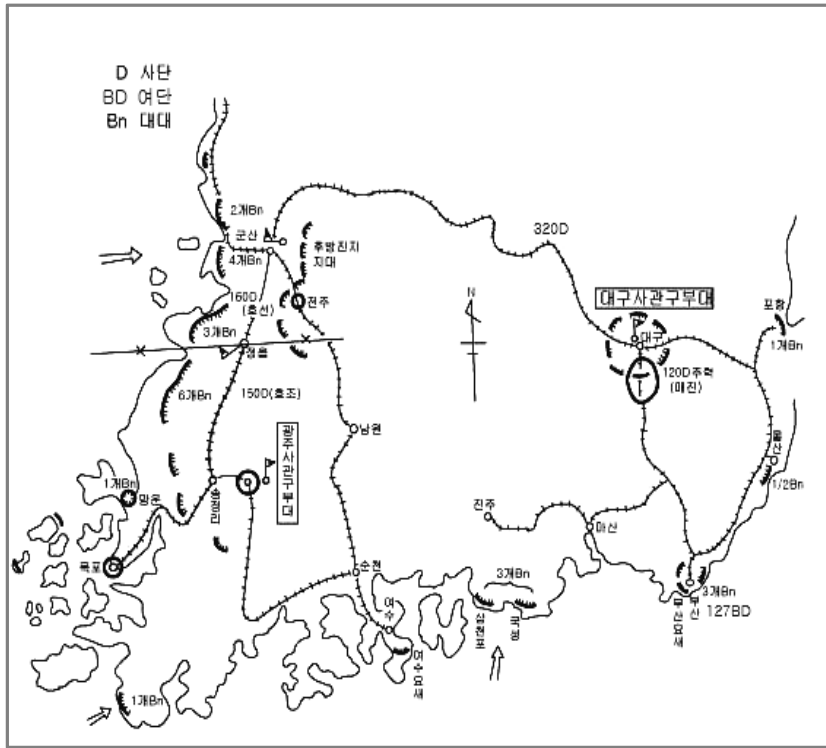 D 사단
BD 여단
Bn 대대
2개Bn
군산
4개Bn
후방진지
지대
320D
N
대구사관구부대
포항
1개Bn
160D
(호선)
전주
3개Bn
정읍
대구
120D주력
(매진)
6개Bn
150D(호조)
남원
광주사관구부대
울산
1/2Bn
1개Bn
망운
송정리
진주
마산
목포
순천
3개Bn
3개Bn
부산
127BD
부산요새
여수
삼천포
여수요새
1개Bn